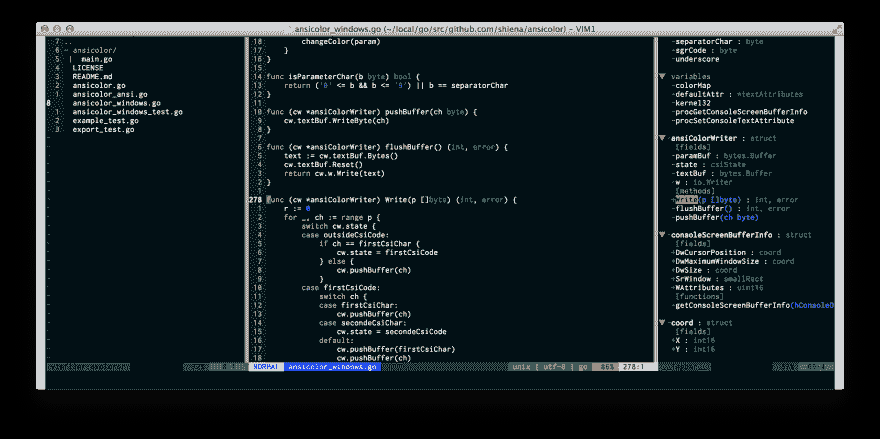 ansicolor_windows.go (~/local/go/src/github.com/shiena/ansicolor) - VIM1
7 ..
6 ansicolor/
5 | main.go
4 LICENSE
3 README.md
2 ansicolor.go
1 ansicolor_ansi.go
8 ansicolor_windows.go
1 ansicolor_windows_test.go
2 example_test.go
3 export_test.go
18 changeColor(param)
17 }
16 }
15
14 func isParameterChar(b byte) bool {
13 return ('0' <= b && b <= '9') || b == separatorChar
12 }
11
10 func (cw *ansiColorWriter) pushBuffer(ch byte) {
9 cw.textBuf.WriteByte(ch)
8 }
7
6 func (cw *ansiColorWriter) flushBuffer() (int, error) {
5 text := cw.textBuf.Bytes()
4 cw.textBuf.Reset()
3 return cw.w.Write(text)
2 }
1
278 func (cw *ansiColorWriter) Write(p []byte) (int, error) {
1 r := 0
2 for _, ch := range p {
3 switch cw.state {
4 case outsideCsiCode:
5 if ch == firstCsiChar {
6 cw.state = firstCsiCode
7 } else {
8 cw.pushBuffer(ch)
9 }
10 case firstCsiCode:
11 switch ch {
12 case firstCsiChar:
13 cw.pushBuffer(ch)
14 case secondeCsiChar:
15 cw.state = secondeCsiCode
16 default:
17 cw.pushBuffer(firstCsiChar)
18 cw.pushBuffer(ch)
NORMAL ansicolor_windows.go unix | utf-8 | go 86% 278:1
-separatorChar : byte
-sgrCode : byte
-underscore
▼ variables
-colorMap
-defaultAttr : *textAttributes
-kernel32
-procGetConsoleScreenBufferInfo
-procSetConsoleTextAttribute
▼ -ansiColorWriter : struct
[fields]
-paramBuf : bytes.Buffer
-state : csiState
-textBuf : bytes.Buffer
-w : io.Writer
[methods]
+Write(p []byte) : int, error
-flushBuffer() : int, error
-pushBuffer(ch byte)
▼ -consoleScreenBufferInfo : struct
[fields]
+DwCursorPosition : coord
+DwMaximumWindowSize : coord
+DwSize : coord
+SrWindow : smallRect
+WAttributes : uint16
[functions]
-getConsoleScreenBufferInfo(hConsoleO
▼ -coord : struct
[fields]
+X : int16
+Y : int16